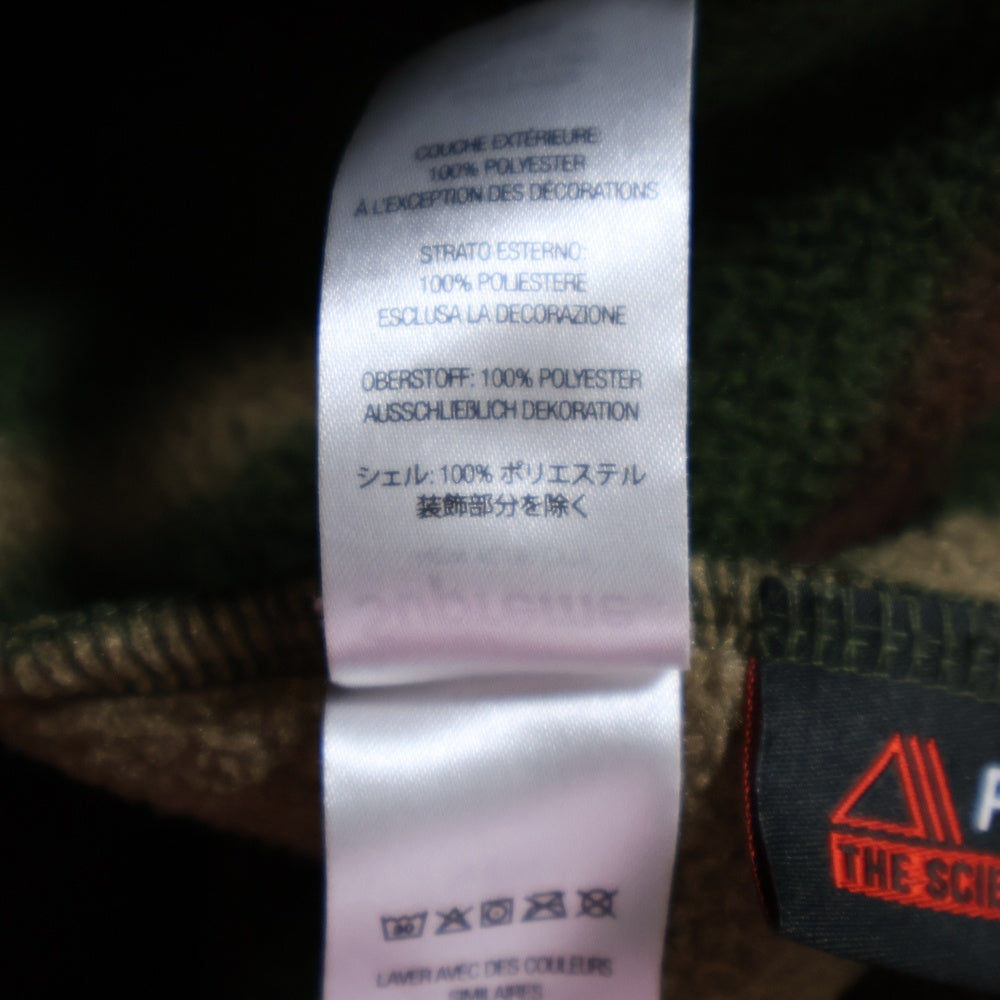 COUCHE EXTÉRIEURE
100% POLYESTER
À L'EXCEPTION DES DÉCORATIONS
STRATO ESTERNO:
100% POLIESTERE
ESCLUSA LA DECORAZIONE
OBERSTOFF: 100% POLYESTER
AUSSCHLIEßLICH DEKORATION
シェル: 100% ポリエステル
装飾部分を除く
LAVER AVEC DES COULEURS
SIMILAIRES
THE SCIE